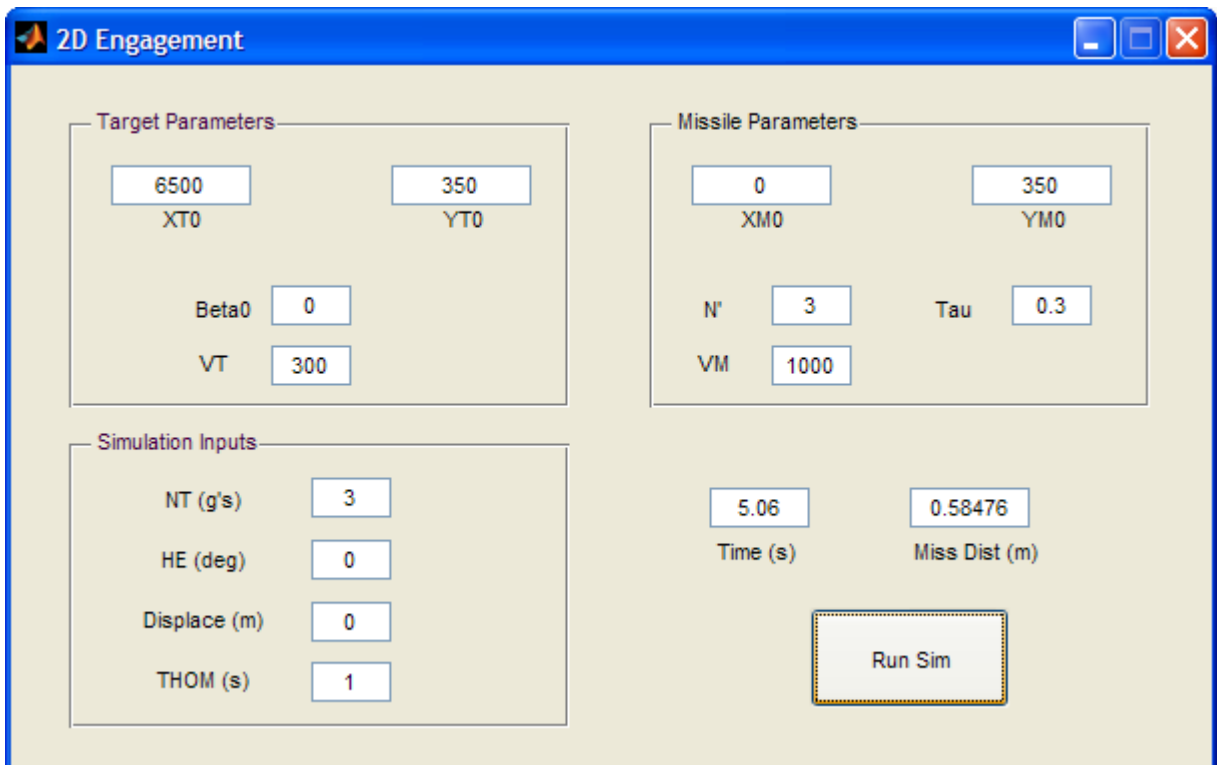 2D Engagement
Target Parameters
6500 350
XT0 YT0
Beta0 0
VT 300
Missile Parameters
0 350
XM0 YM0
N' 3 Tau 0.3
VM 1000
Simulation Inputs
NT (g's) 3
HE (deg) 0
Displace (m) 0
THOM (s) 1
5.06 0.58476
Time (s) Miss Dist (m)
Run Sim